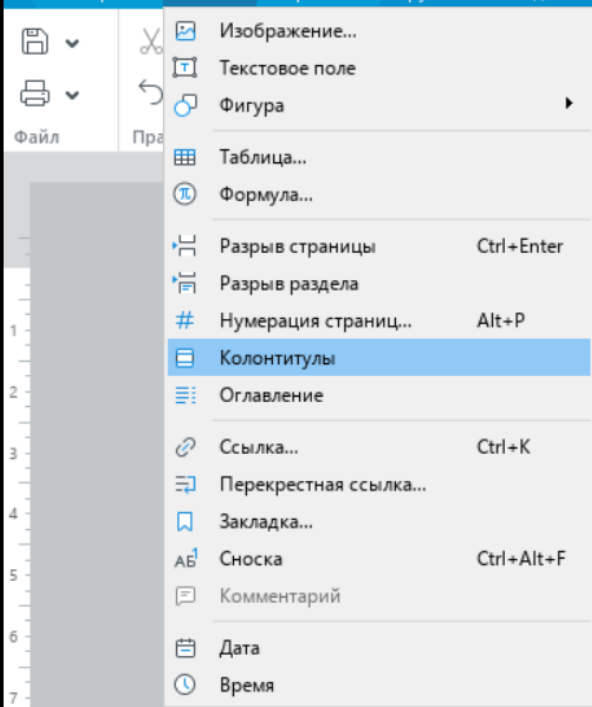 Изображение...
Текстовое поле
Фигура
Файл
Таблица...
Формула...
Разрыв страницы Ctrl+Enter
Разрыв раздела
1 Нумерация страниц... Alt+P
Колонтитулы
2 Оглавление
3 Ссылка... Ctrl+K
Перекрестная ссылка...
4 Закладка...
АБ1 Сноска Ctrl+Alt+F
5
Комментарий
6 Дата
7 Время